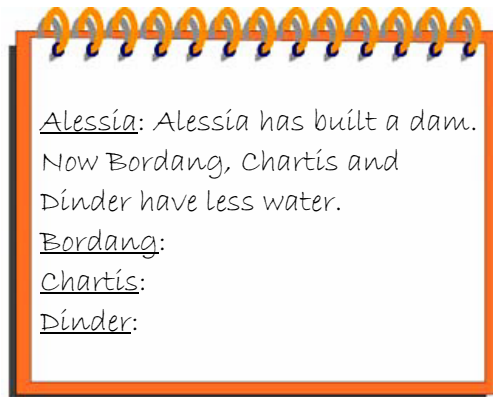 Alessia: Alessia has built a dam.
Now Bordang, Chartis and
Dinder have less water.
Bordang:
Chartis:
Dinder: